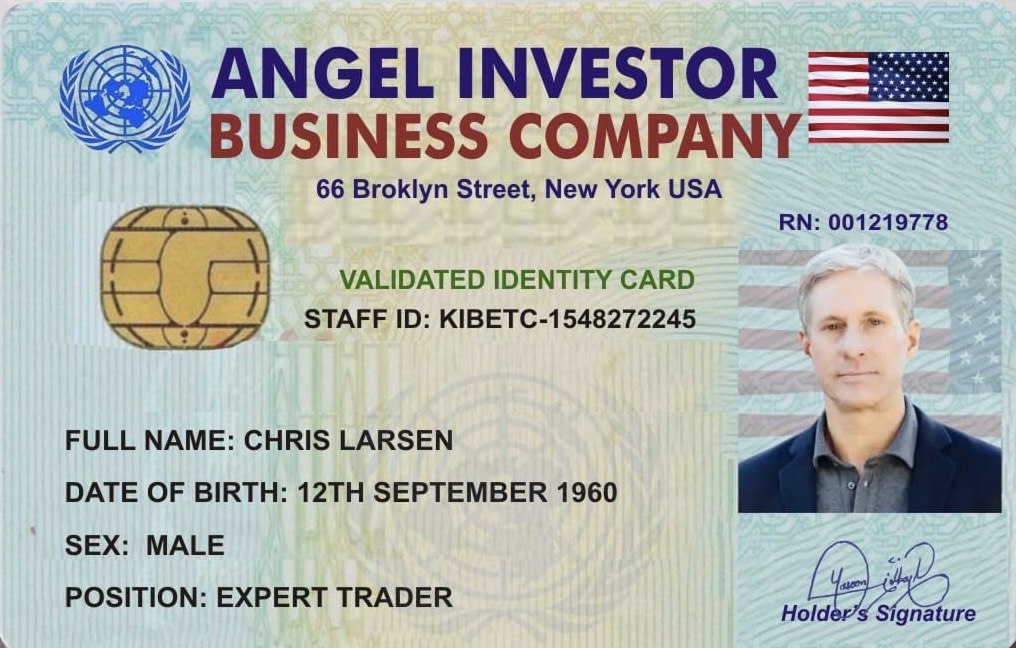 ANGEL INVESTOR
BUSINESS COMPANY
66 Broklyn Street, New York USA
RN: 001219778
VALIDATED IDENTITY CARD
STAFF ID: KIBETC-1548272245
FULL NAME: CHRIS LARSEN
DATE OF BIRTH: 12TH SEPTEMBER 1960
SEX: MALE
POSITION: EXPERT TRADER
Holder's Signature